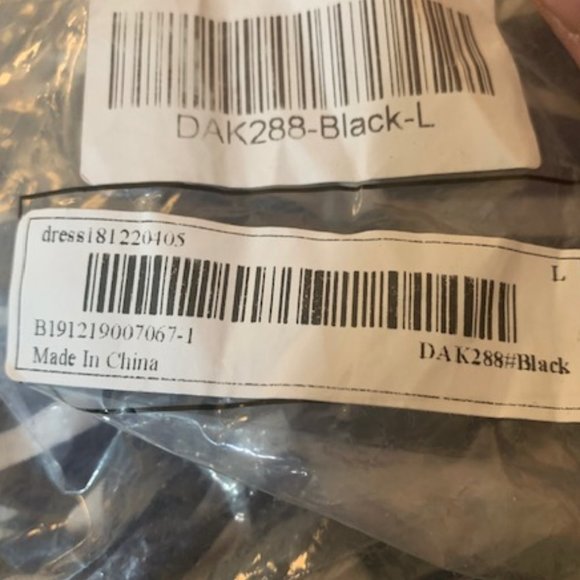 DAK288-Black-L
dress181220405
L
B191219007067-1
DAK288#Black
Made In China